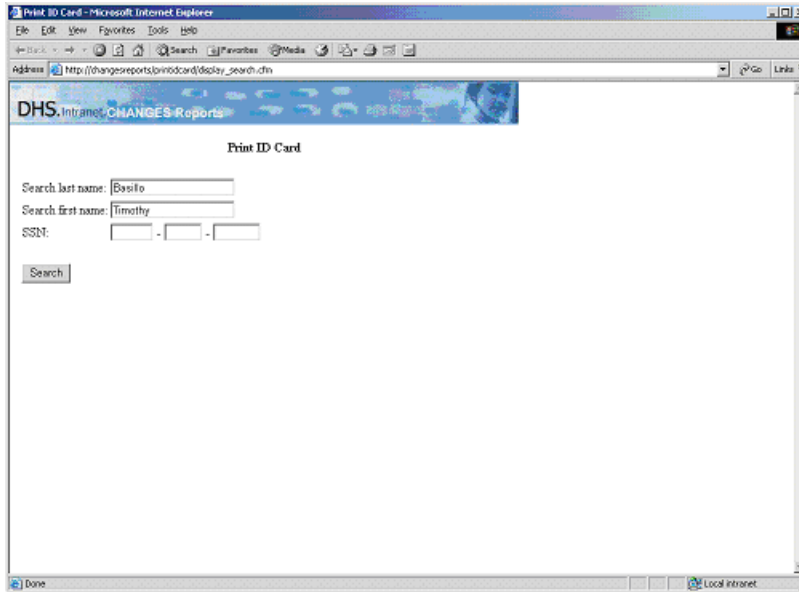 Print ID Card - Microsoft Internet Explorer
File Edit View Favorites Tools Help
Back Search Favorites Media
Address http://changesreports/printidcard/display_search.cfm Go Links
DHS. Intranet CHANGES Reports
Print ID Card
Search last name: Basillo
Search first name: Timothy
SSN: - -
Search
Done Local intranet